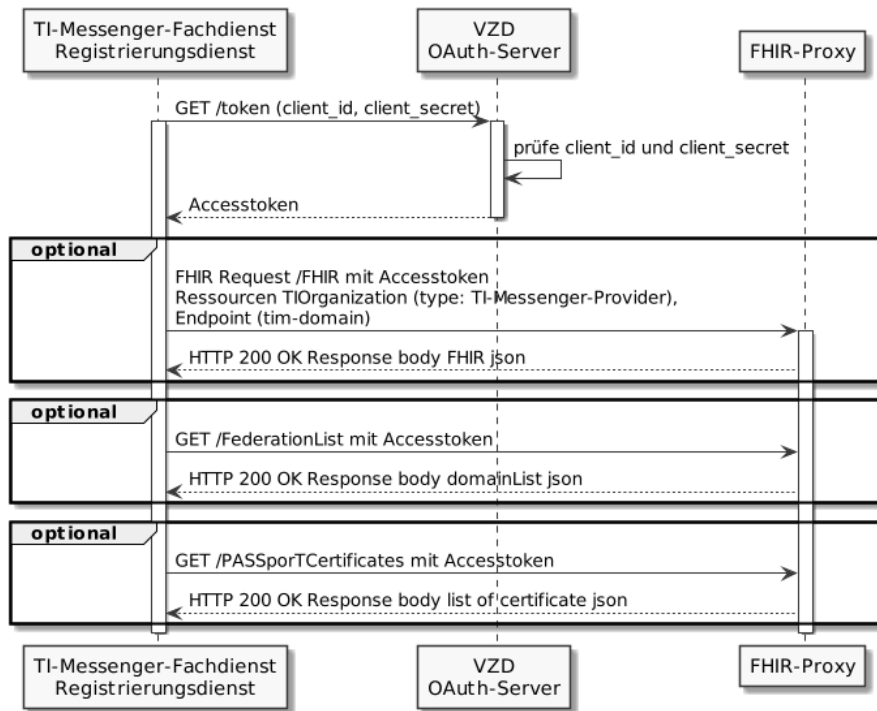 TI-Messenger-Fachdienst
Registrierungsdienst
VZD
OAuth-Server
FHIR-Proxy
GET /token (client_id, client_secret)
prüfe client_id und client_secret
Accesstoken
optional
FHIR Request /FHIR mit Accesstoken
Ressourcen TIOrganization (type: TI-Messenger-Provider),
Endpoint (tim-domain)
HTTP 200 OK Response body FHIR json
optional
GET /FederationList mit Accesstoken
HTTP 200 OK Response body domainList json
optional
GET /PASSporTCertificates mit Accesstoken
HTTP 200 OK Response body list of certificate json
TI-Messenger-Fachdienst
Registrierungsdienst
VZD
OAuth-Server
FHIR-Proxy